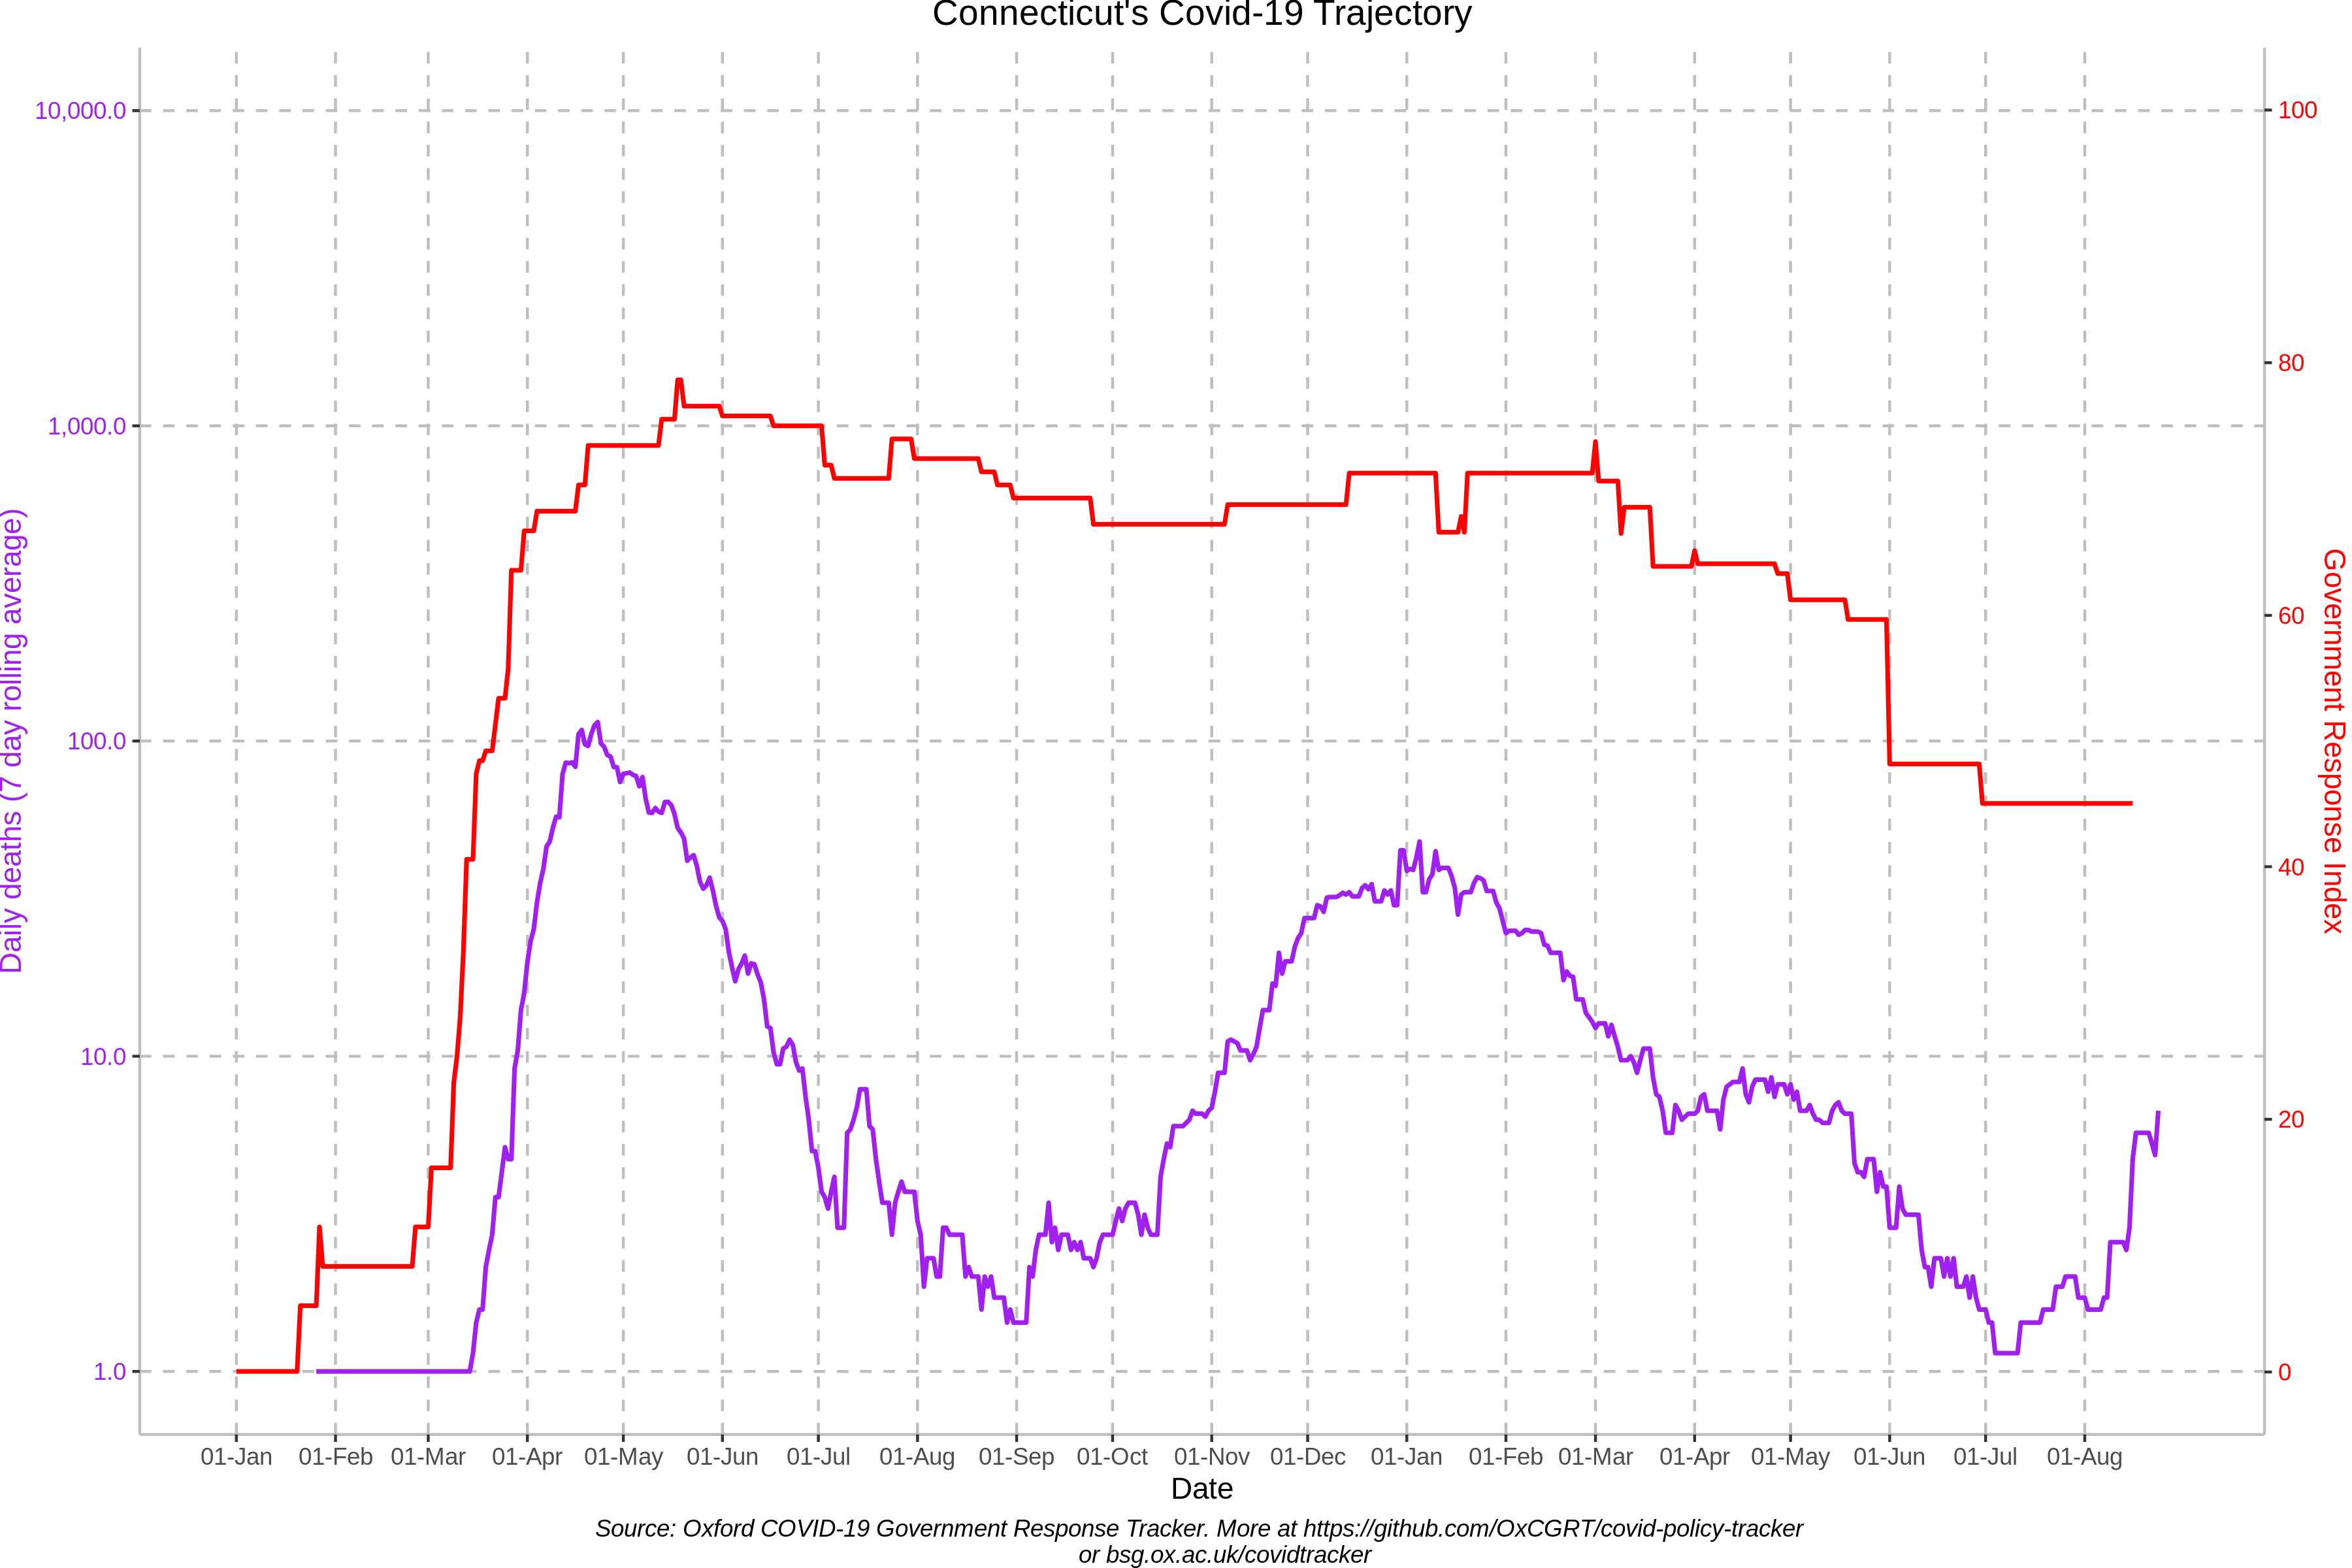 Connecticut's Covid-19 Trajectory
10,000.0
1,000.0
100.0
10.0
1.0
Daily deaths (7 day rolling average)
100
80
60
40
20
0
Government Response Index
01-Jan 01-Feb 01-Mar 01-Apr 01-May 01-Jun 01-Jul 01-Aug 01-Sep 01-Oct 01-Nov 01-Dec 01-Jan 01-Feb 01-Mar 01-Apr 01-May 01-Jun 01-Jul 01-Aug
Date
Source: Oxford COVID-19 Government Response Tracker. More at https://github.com/OxCGRT/covid-policy-tracker
or bsg.ox.ac.uk/covidtracker